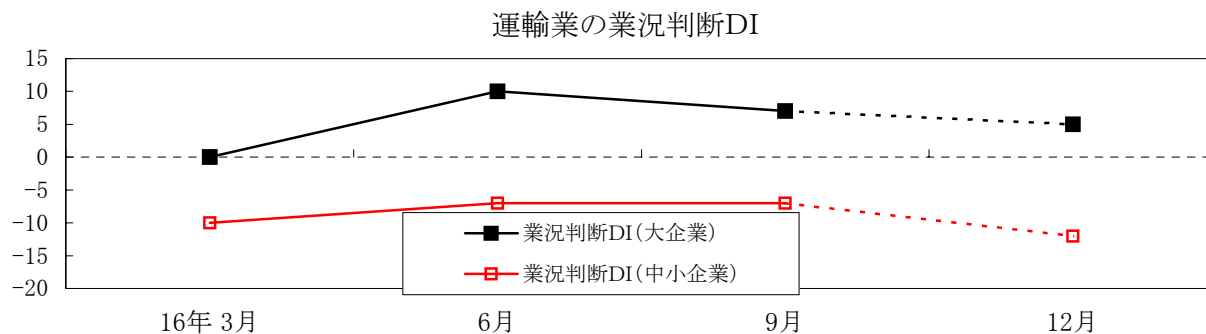 運輸業の業況判断DI
15
10
5
0
-5
-10
-15
-20
業況判断DI(大企業)
業況判断DI(中小企業)
16年 3月
6月
9月
12月